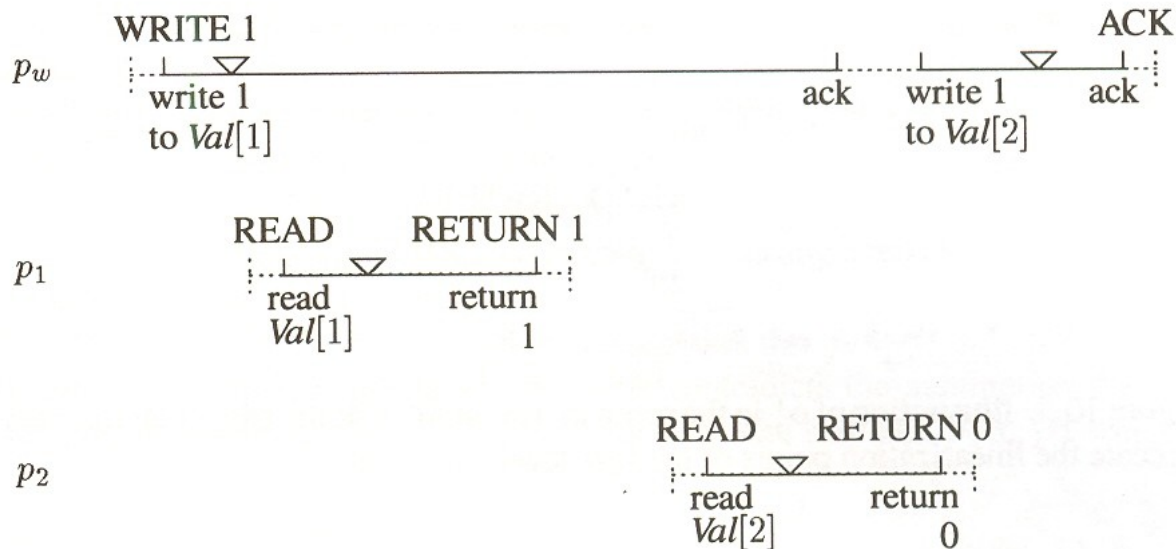 WRITE 1 ACK
p_w
write 1 ack write 1 ack
to Val[1] to Val[2]
READ RETURN 1
p_1
read return
Val[1] 1
READ RETURN 0
p_2
read return
Val[2] 0